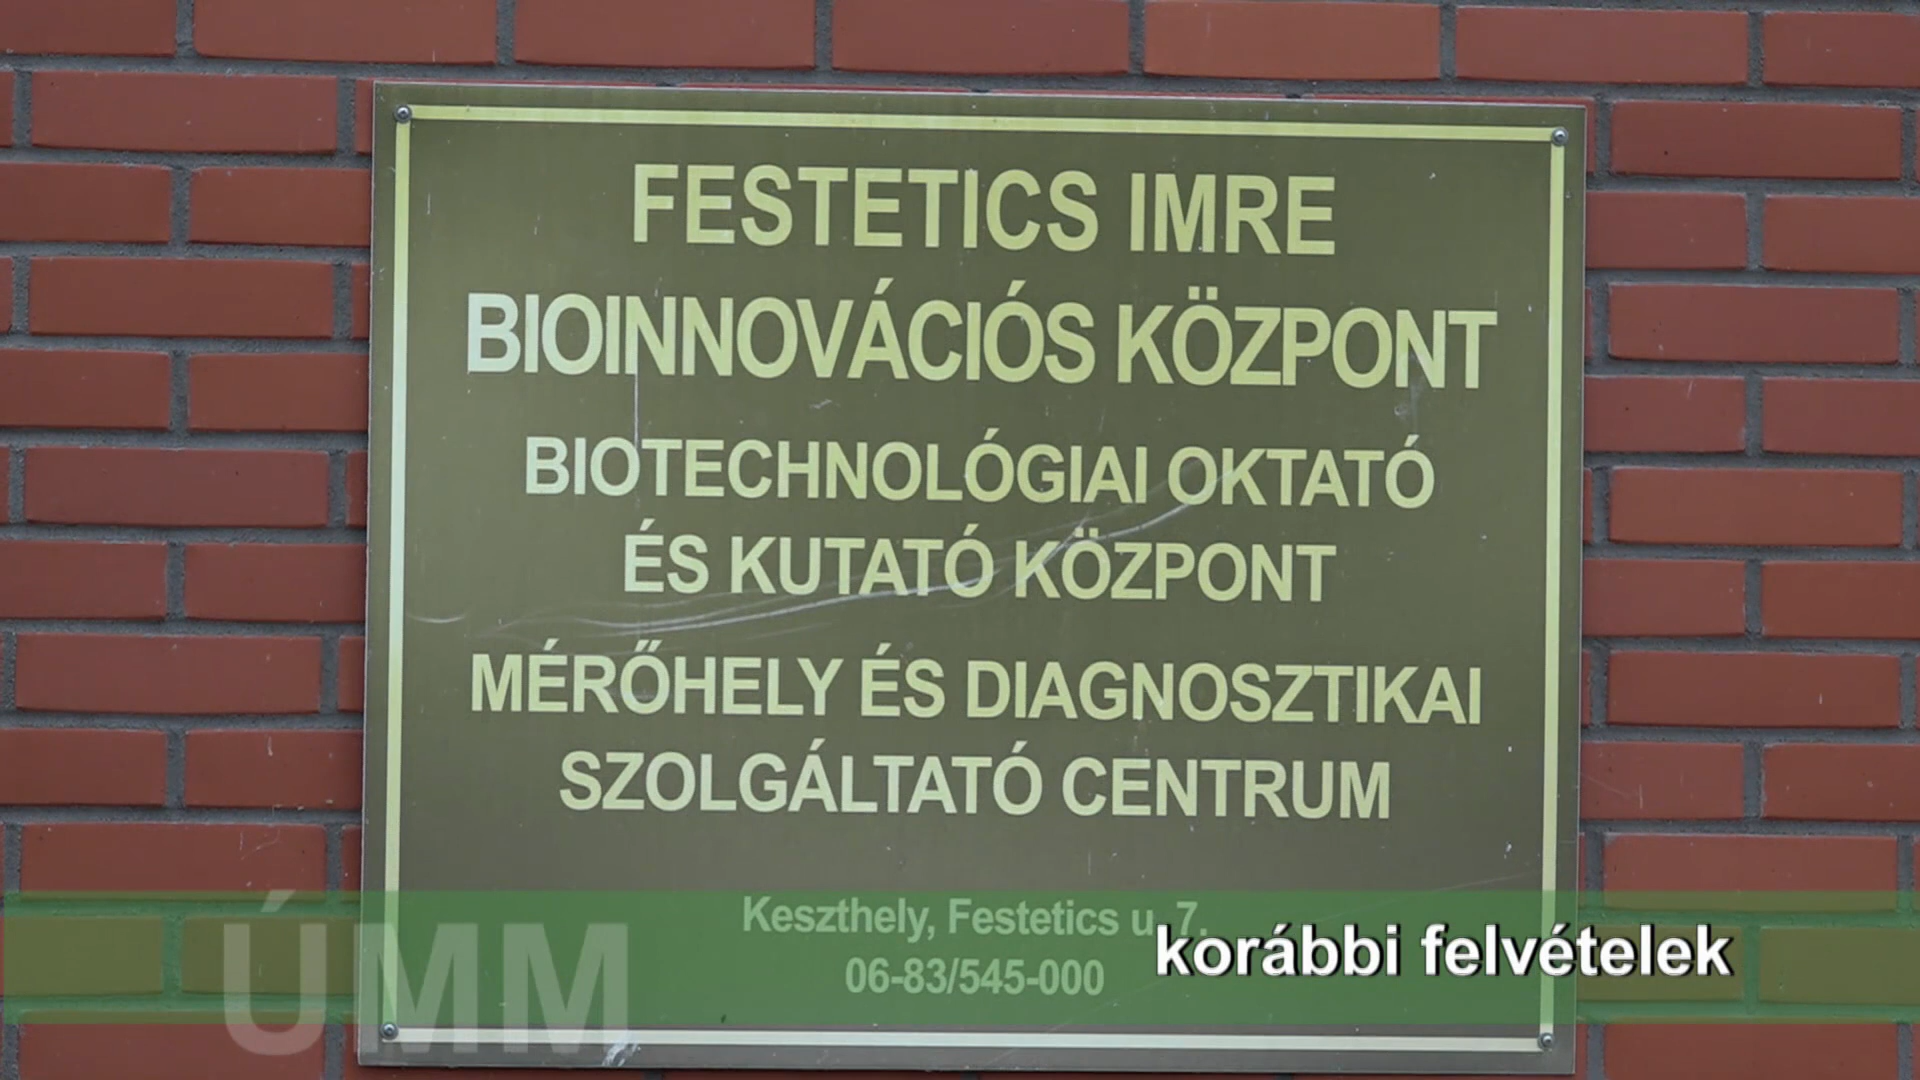 FESTETICS IMRE
BIOINNOVÁCIÓS KÖZPONT
BIOTECHNOLÓGIAI OKTATÓ
ÉS KUTATÓ KÖZPONT
MÉRŐHELY ÉS DIAGNOSZTIKAI
SZOLGÁLTATÓ CENTRUM
Keszthely, Festetics u. 7.
06-83/545-000
korábbi felvételek
ÚMM